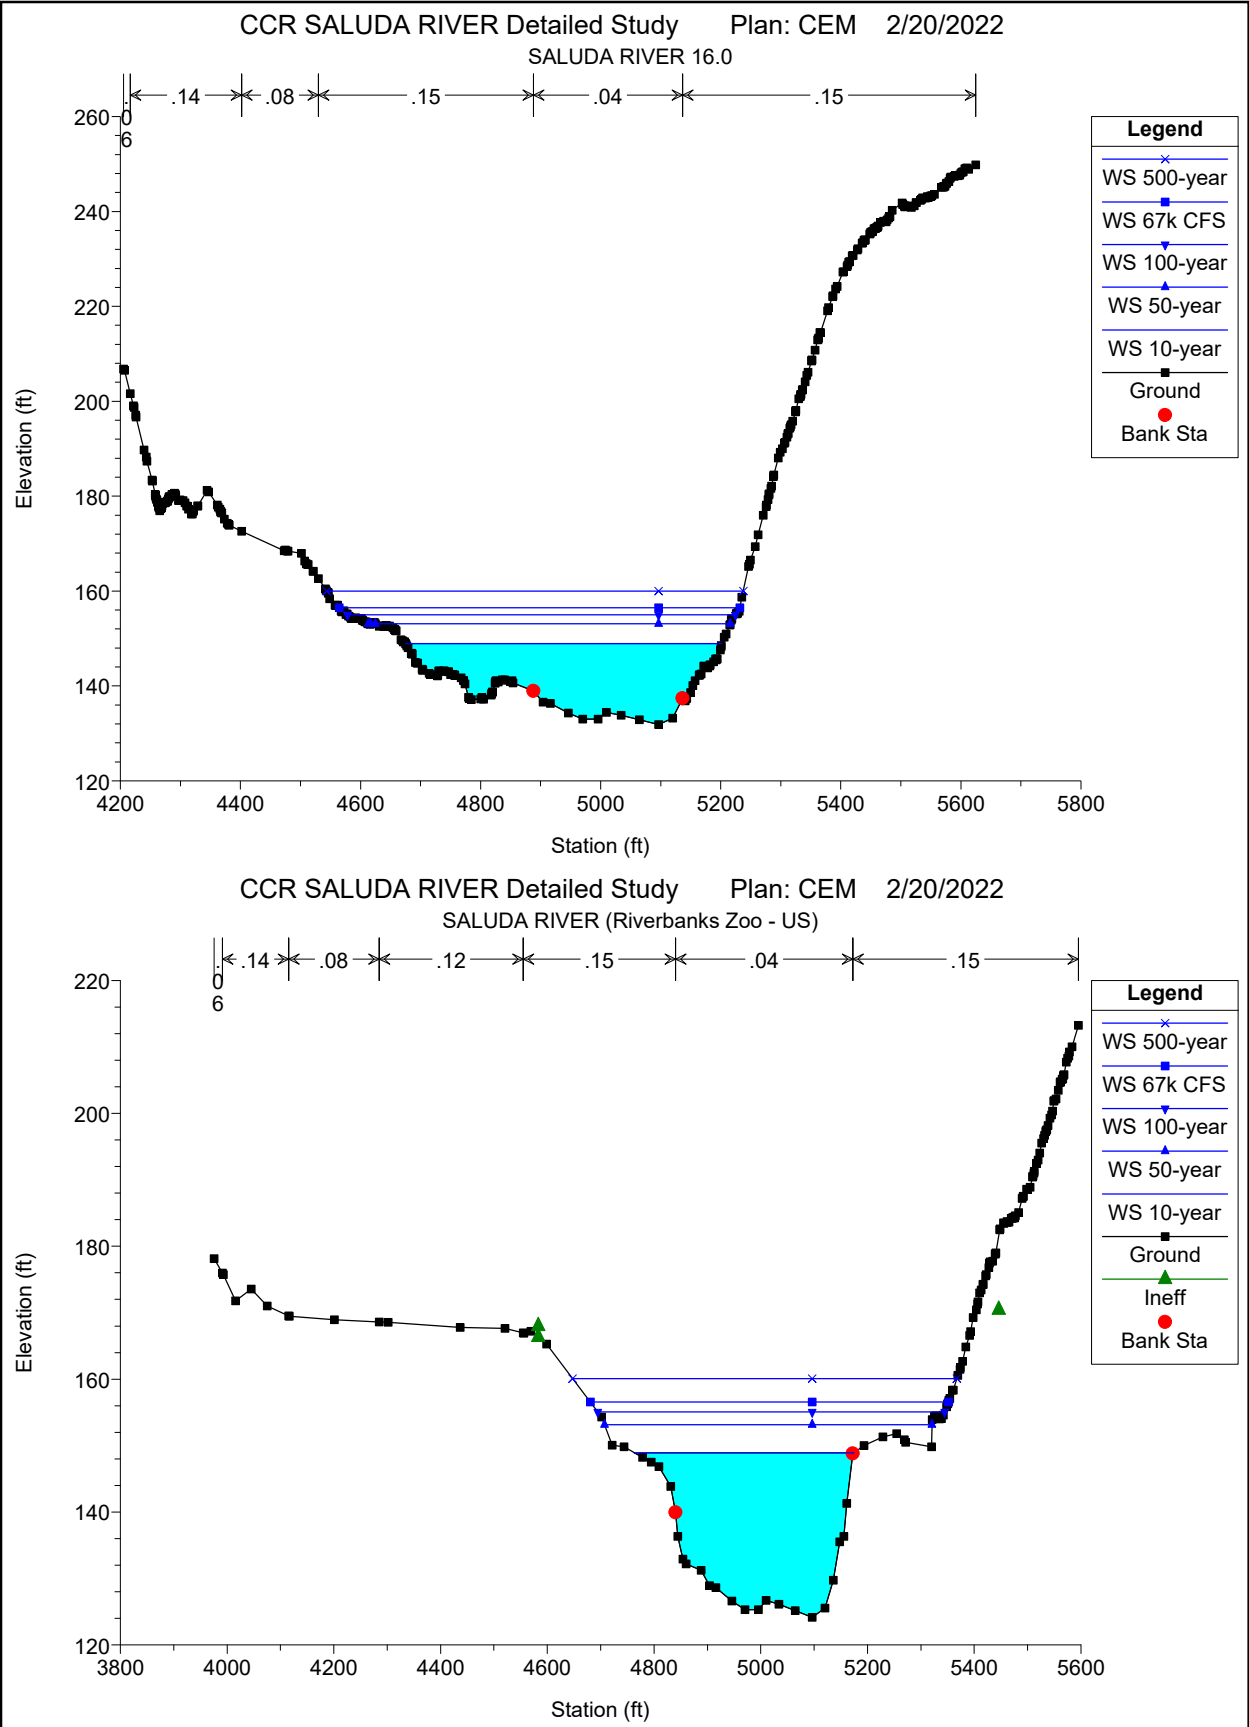 CCR SALUDA RIVER Detailed Study Plan: CEM 2/20/2022
SALUDA RIVER 16.0
.06 .14 .08 .15 .04 .15
260
240
220
200
180
160
140
120
Elevation (ft)
4200 4400 4600 4800 5000 5200 5400 5600 5800
Station (ft)
Legend
WS 500-year
WS 67k CFS
WS 100-year
WS 50-year
WS 10-year
Ground
Bank Sta
CCR SALUDA RIVER Detailed Study Plan: CEM 2/20/2022
SALUDA RIVER (Riverbanks Zoo - US)
.06 .14 .08 .12 .15 .04 .15
220
200
180
160
140
120
Elevation (ft)
3800 4000 4200 4400 4600 4800 5000 5200 5400 5600
Station (ft)
Legend
WS 500-year
WS 67k CFS
WS 100-year
WS 50-year
WS 10-year
Ground
Ineff
Bank Sta